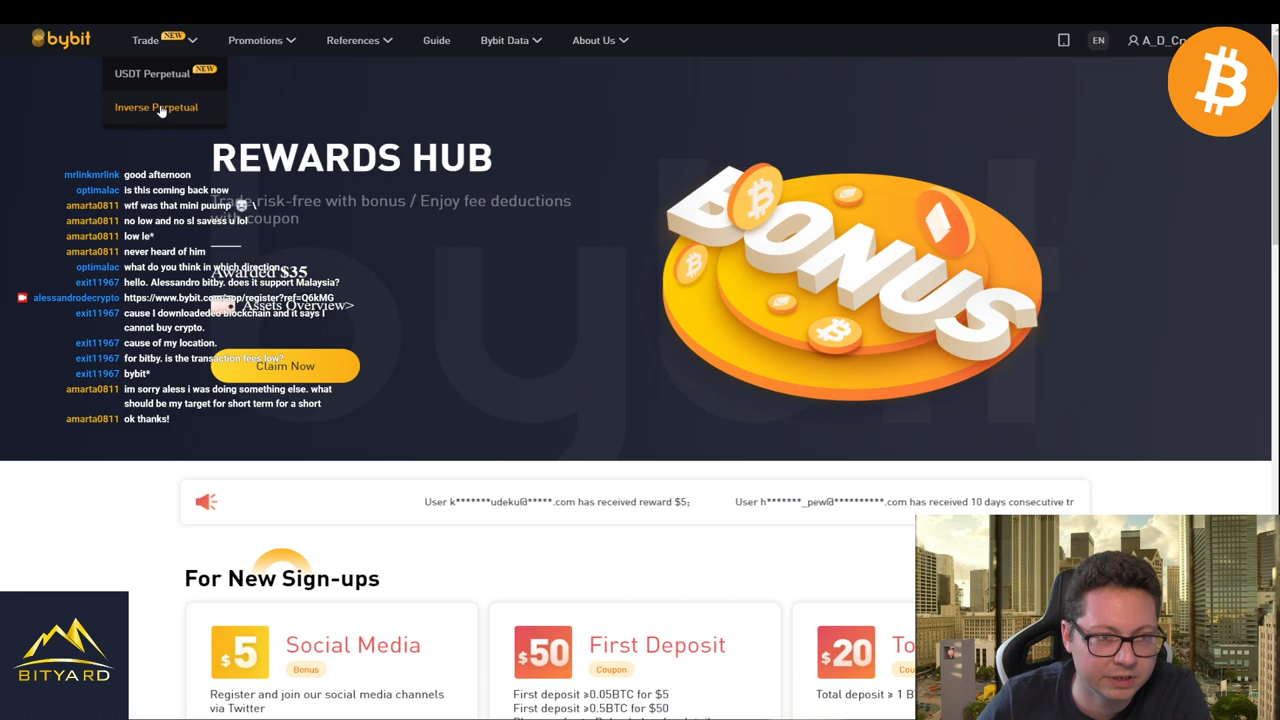 bybit
Trade NEW
Promotions
References
Guide
Bybit Data
About Us
EN
USDT Perpetual NEW
Inverse Perpetual
REWARDS HUB
Trade risk-free with bonus / Enjoy fee deductions
with coupon
Awarded $35
Assets Overview>
Claim Now
BONUS
mrlinkmrlink good afternoon
optimalac is this coming back now
amarta0811 wtf was that mini puump \
amarta0811 no low and no sl savess u lol
amarta0811 low le*
amarta0811 never heard of him
optimalac what do you think in which direction
exit11967 hello. Alessandro bitby. does it support Malaysia?
alessandrodecrypto https://www.bybit.com/app/register?ref=Q6kMG
exit11967 cause I downloadeded blockchain and it says I
cannot buy crypto.
exit11967 cause of my location.
exit11967 for bitby. is the transaction fees low?
exit11967 bybit*
amarta0811 im sorry aless i was doing something else. what
should be my target for short term for a short
amarta0811 ok thanks!
User k*******udeku@*****.com has received reward $5;
User h*******_pew@**********.com has received 10 days consecutive tr
For New Sign-ups
$5
Social Media
Bonus
Register and join our social media channels
via Twitter
$50
First Deposit
Coupon
First deposit ≥0.05BTC for $5
First deposit ≥0.5BTC for $50
$20
Total deposit ≥ 1 B
BITYARD